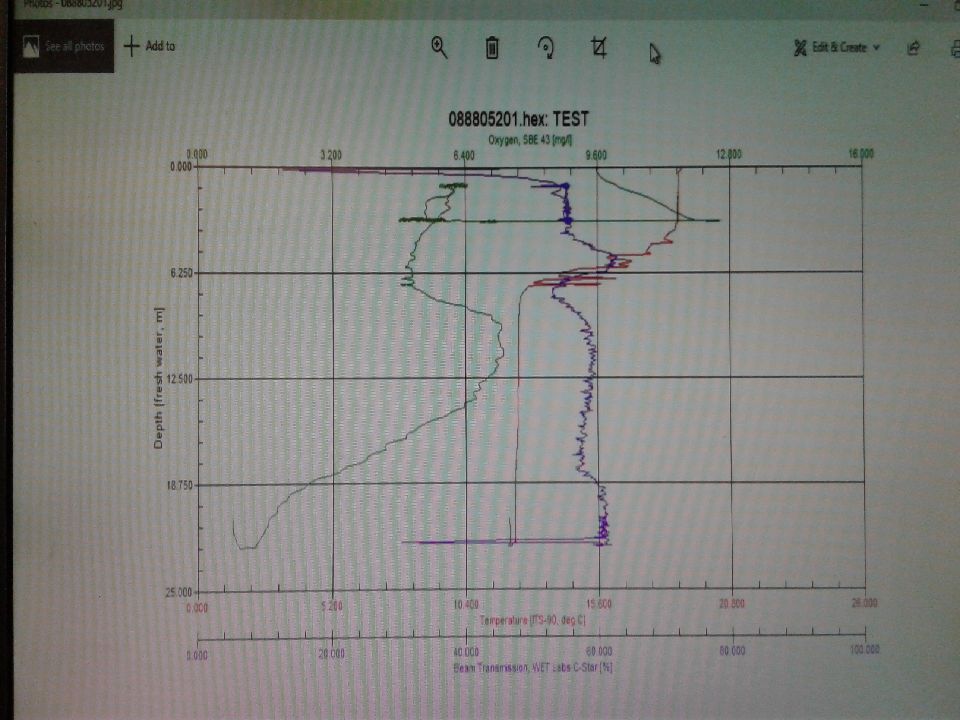 Photos - 088805201.jpg
See all photos
Add to
Edit & Create
088805201.hex: TEST
Oxygen, SBE 43 [mg/l]
0.000 3.200 6.400 9.600 12.800 16.000
0.000
6.250
12.500
18.750
25.000
Depth [fresh water, m]
0.000 5.200 10.400 15.600 20.800 26.000
Temperature [ITS-90, deg C]
0.000 20.000 40.000 60.000 80.000 100.000
Beam Transmission, WET Labs C-Star [%]